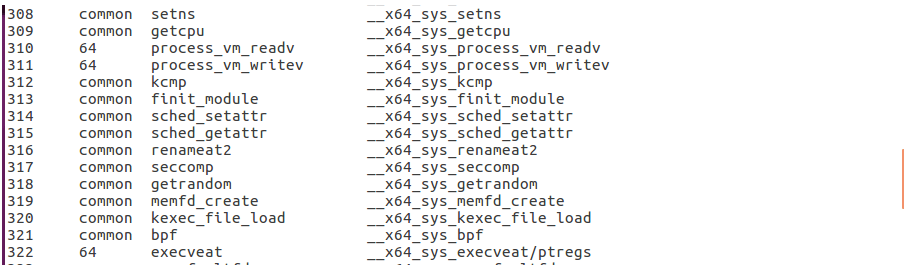 308 common setns __x64_sys_setns
309 common getcpu __x64_sys_getcpu
310 64 process_vm_readv __x64_sys_process_vm_readv
311 64 process_vm_writev __x64_sys_process_vm_writev
312 common kcmp __x64_sys_kcmp
313 common finit_module __x64_sys_finit_module
314 common sched_setattr __x64_sys_sched_setattr
315 common sched_getattr __x64_sys_sched_getattr
316 common renameat2 __x64_sys_renameat2
317 common seccomp __x64_sys_seccomp
318 common getrandom __x64_sys_getrandom
319 common memfd_create __x64_sys_memfd_create
320 common kexec_file_load __x64_sys_kexec_file_load
321 common bpf __x64_sys_bpf
322 64 execveat __x64_sys_execveat/ptregs